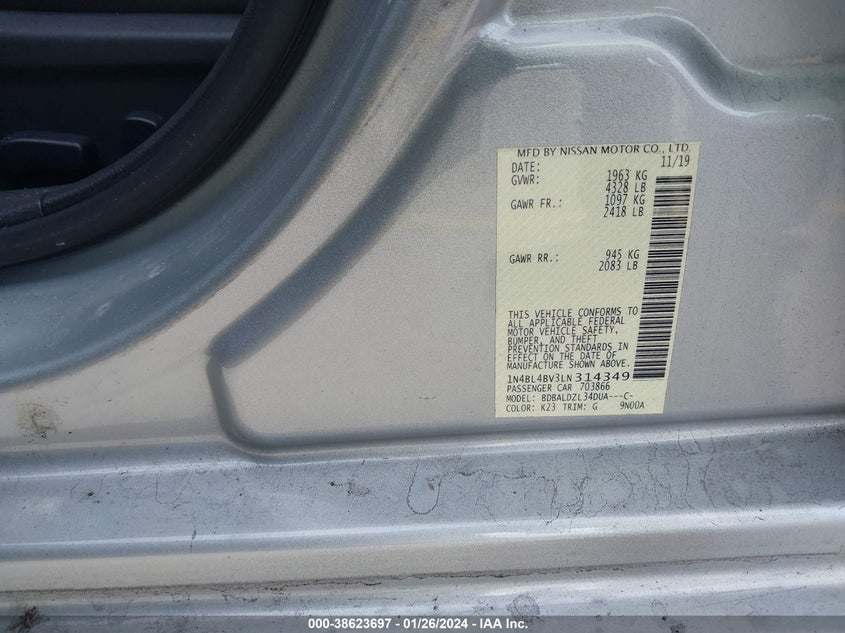 MFD BY NISSAN MOTOR CO., LTD.
DATE: 11/19
GVWR: 1963 KG
4328 LB
GAWR FR.: 1097 KG
2418 LB
GAWR RR.: 945 KG
2083 LB
THIS VEHICLE CONFORMS TO
ALL APPLICABLE FEDERAL
MOTOR VEHICLE SAFETY,
BUMPER, AND THEFT
PREVENTION STANDARDS IN
EFFECT ON THE DATE OF
MANUFACTURE SHOWN ABOVE.
1N4BL4BV3LN314349
PASSENGER CAR 703866
MODEL: BDBALDZL34DUA---C-
COLOR: K23 TRIM: G 9N00A
000-38623697 - 01/26/2024 - © IAA Inc.